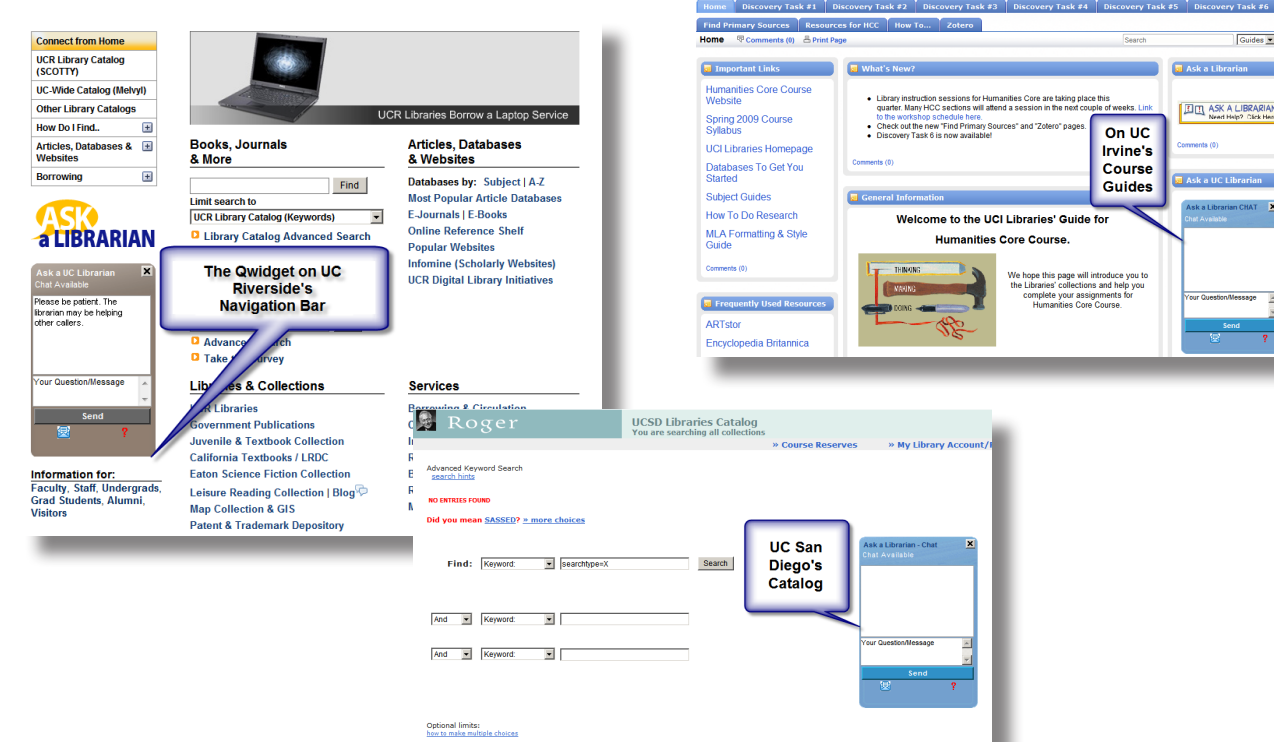 Connect from Home
UCR Library Catalog
(SCOTTY)
UC-Wide Catalog (Melvyl)
Other Library Catalogs
How Do I Find..
Articles, Databases &
Websites
Borrowing
ASK
a LIBRARIAN
Ask a UC Librarian
Chat Available
Please be patient. The
librarian may be helping
other callers.
Your Question/Message
Send
?
Information for:
Faculty, Staff, Undergrads,
Grad Students, Alumni,
Visitors
UCR Libraries Borrow a Laptop Service
Books, Journals
& More
Find
Limit search to
UCR Library Catalog (Keywords)
Library Catalog Advanced Search
The Qwidget on UC
Riverside's
Navigation Bar
Take
Libraries & Collections
UCR Libraries
Government Publications
Juvenile & Textbook Collection
California Textbooks / LRDC
Eaton Science Fiction Collection
Leisure Reading Collection | Blog
Map Collection & GIS
Patent & Trademark Depository
Articles, Databases
& Websites
Databases by: Subject | A-Z
Most Popular Article Databases
E-Journals | E-Books
Online Reference Shelf
Popular Websites
Infomine (Scholarly Websites)
UCR Digital Library Initiatives
Services
Borrowing & Circulation
Home Discovery Task #1 Discovery Task #2 Discovery Task #3 Discovery Task #4 Discovery Task #5 Discovery Task #6
Find Primary Sources Resources for HCC How To... Zotero
Home Comments (0) Print Page Search Guides
Important Links
Humanities Core Course
Website
Spring 2009 Course
Syllabus
UCI Libraries Homepage
Databases To Get You
Started
Subject Guides
How To Do Research
MLA Formatting & Style
Guide
Comments (0)
Frequently Used Resources
ARTstor
Encyclopedia Britannica
What's New?
Library instruction sessions for Humanities Core are taking place this
quarter. Many HCC sections will attend a session in the next couple of weeks. Link
to the workshop schedule here.
Check out the new "Find Primary Sources" and "Zotero" pages.
Discovery Task 6 is now available!
Comments (0)
General Information
Welcome to the UCI Libraries' Guide for
Humanities Core Course.
THINKING
MAKING
DOING
We hope this page will introduce you to
the Libraries' collections and help you
complete your assignments for
Humanities Core Course.
On UC
Irvine's
Course
Guides
Ask a Librarian
ASK A LIBRARIAN
Need Help? Click Here
Comments (0)
Ask a UC Librarian
Ask a Librarian CHAT
Chat Available
Your Question/Message
Send
?
Roger
UCSD Libraries Catalog
You are searching all collections
» Course Reserves » My Library Account/
Advanced Keyword Search
search hints
NO ENTRIES FOUND
Did you mean SASSED? » more choices
Find: Keyword: searchtype=X Search
And Keyword:
And Keyword:
Optional limits:
how to make multiple choices
UC San
Diego's
Catalog
Ask a Librarian - Chat
Chat Available
Your Question/Message
Send
?